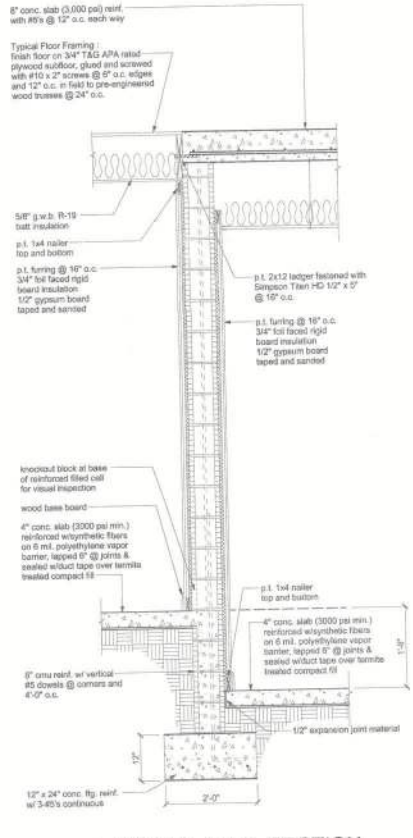 6" conc. slab (3,000 psi) reinf.
with #5's @ 12" o.c. each way
Typical Floor Framing :
finish floor on 3/4" T&G APA rated
plywood subfloor, glued and screwed
with #10 x 2" screws @ 6" o.c. edges
and 12" o.c. in field to pre-engineered
wood trusses @ 24" o.c.
5/8" g.w.b. R-19
batt insulation
p.t. 1x4 nailer
top and bottom
p.t. furring @ 16" o.c.
3/4" foil faced rigid
board insulation
1/2" gypsum board
taped and sanded
p.t. 2x12 ledger fastened with
Simpson Titen HD 1/2" x 5"
@ 16" o.c.
p.t. furring @ 16" o.c.
3/4" foil faced rigid
board insulation
1/2" gypsum board
taped and sanded
knockout block at base
of reinforced filled cell
for visual inspection
wood base board
4" conc. slab (3000 psi min.)
reinforced w/synthetic fibers
on 6 mil. polyethylene vapor
barrier, lapped 6" @ joints &
sealed w/duct tape over termite
treated compact fill
p.t. 1x4 nailer
top and bottom
4" conc. slab (3000 psi min.)
reinforced w/synthetic fibers
on 6 mil. polyethylene vapor
barrier, lapped 6" @ joints &
sealed w/duct tape over termite
treated compact fill
1'-8"
8" cmu reinf. w/ vertical
#5 dowels @ corners and
4'-0" o.c.
1/2" expansion joint material
12"
12" x 24" conc. ftg. reinf.
w/ 3-#5's continuous
2'-0"